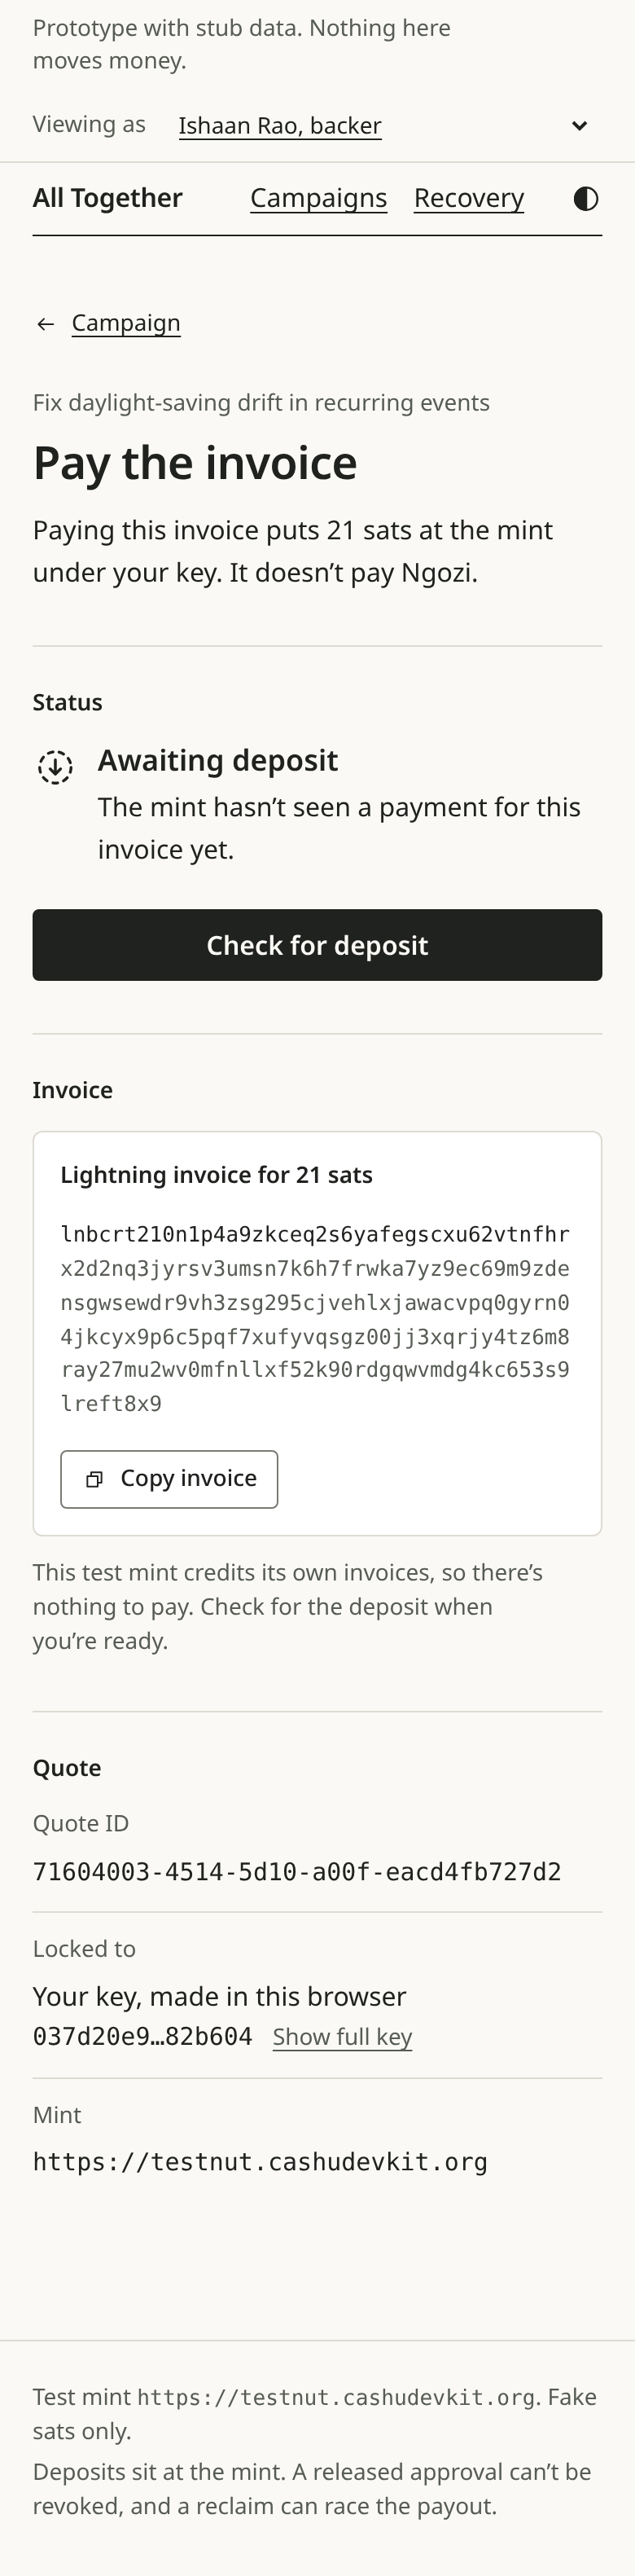 Prototype with stub data. Nothing here
moves money.
Viewing as Ishaan Rao, backer
All Together Campaigns Recovery
← Campaign
Fix daylight-saving drift in recurring events
Pay the invoice
Paying this invoice puts 21 sats at the mint
under your key. It doesn’t pay Ngozi.
Status
Awaiting deposit
The mint hasn’t seen a payment for this
invoice yet.
Check for deposit
Invoice
Lightning invoice for 21 sats
lnbcrt210n1p4a9zkceq2s6yafegscxu62vtnfhr
x2d2nq3jyrsv3umsn7k6h7frwka7yz9ec69m9zde
nsgwsewdr9vh3zsg295cjvehlxjawacvpq0gyrn0
4jkcyx9p6c5pqf7xufyvqsgz00jj3xqrjy4tz6m8
ray27mu2wv0mfnllxf52k90rdgqwvmdg4kc653s9
lreft8x9
Copy invoice
This test mint credits its own invoices, so there’s
nothing to pay. Check for the deposit when
you’re ready.
Quote
Quote ID
71604003-4514-5d10-a00f-eacd4fb727d2
Locked to
Your key, made in this browser
037d20e9…82b604 Show full key
Mint
https://testnut.cashudevkit.org
Test mint https://testnut.cashudevkit.org. Fake
sats only.
Deposits sit at the mint. A released approval can’t be
revoked, and a reclaim can race the payout.